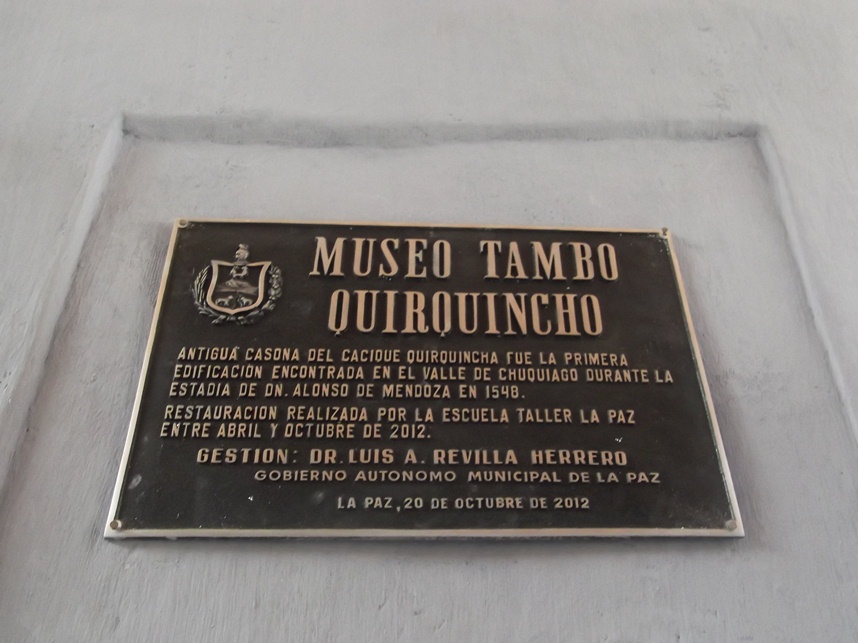 MUSEO TAMBO
QUIRQUINCHO
ANTIGUA CASONA DEL CACIQUE QUIRQUINCHA FUE LA PRIMERA
EDIFICACIÓN ENCONTRADA EN EL VALLE DE CHUQUIAGO DURANTE LA
ESTADIA DE DN. ALONSO DE MENDOZA EN 1548.
RESTAURACION REALIZADA POR LA ESCUELA TALLER LA PAZ
ENTRE ABRIL Y OCTUBRE DE 2012.
GESTION: DR. LUIS A. REVILLA HERRERO
GOBIERNO AUTONOMO MUNICIPAL DE LA PAZ
LA PAZ, 20 DE OCTUBRE DE 2012